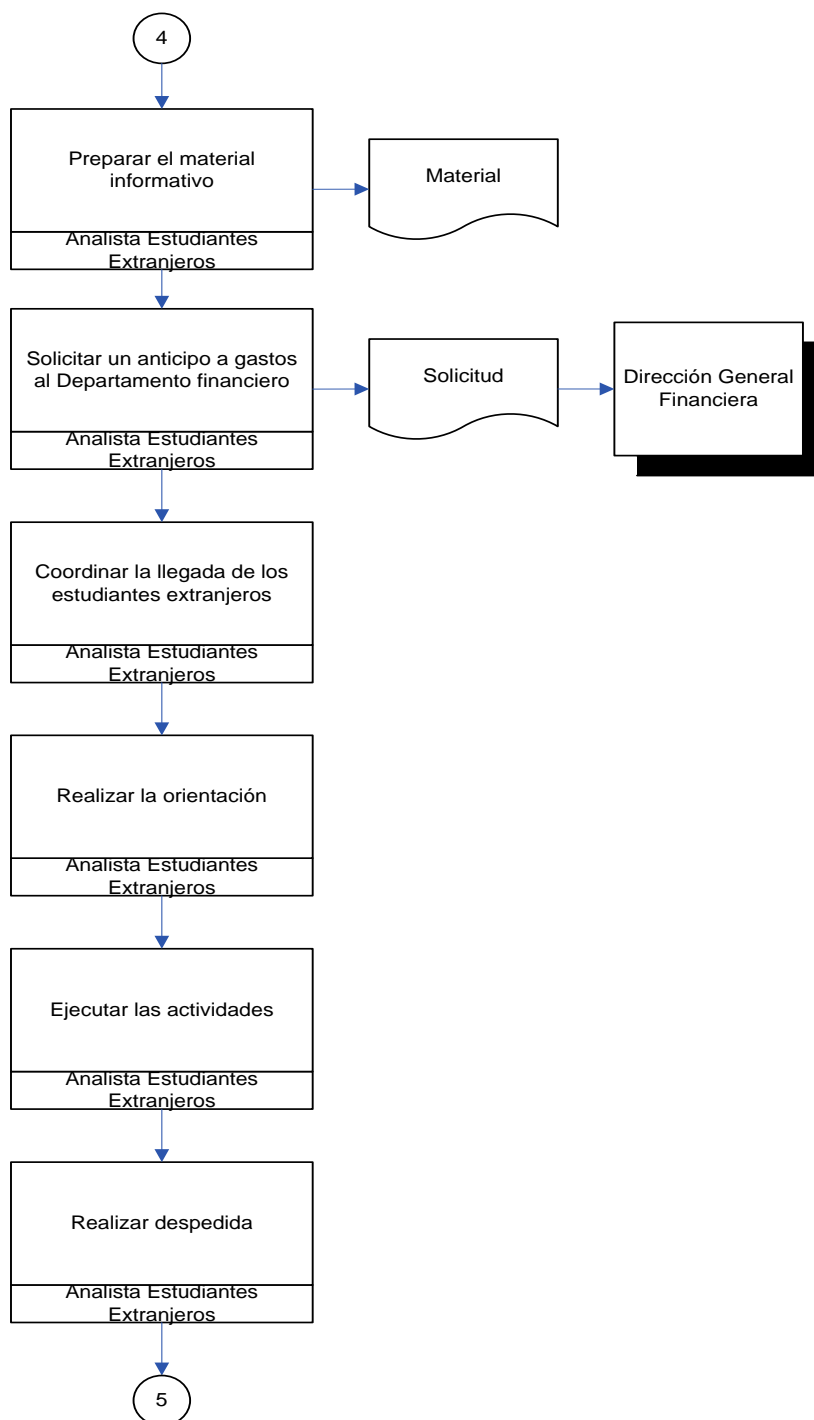 4
Preparar el material
informativo
Analista Estudiantes
Extranjeros
Material
Solicitar un anticipo a gastos
al Departamento financiero
Analista Estudiantes
Extranjeros
Solicitud
Dirección General
Financiera
Coordinar la llegada de los
estudiantes extranjeros
Analista Estudiantes
Extranjeros
Realizar la orientación
Analista Estudiantes
Extranjeros
Ejecutar las actividades
Analista Estudiantes
Extranjeros
Realizar despedida
Analista Estudiantes
Extranjeros
5